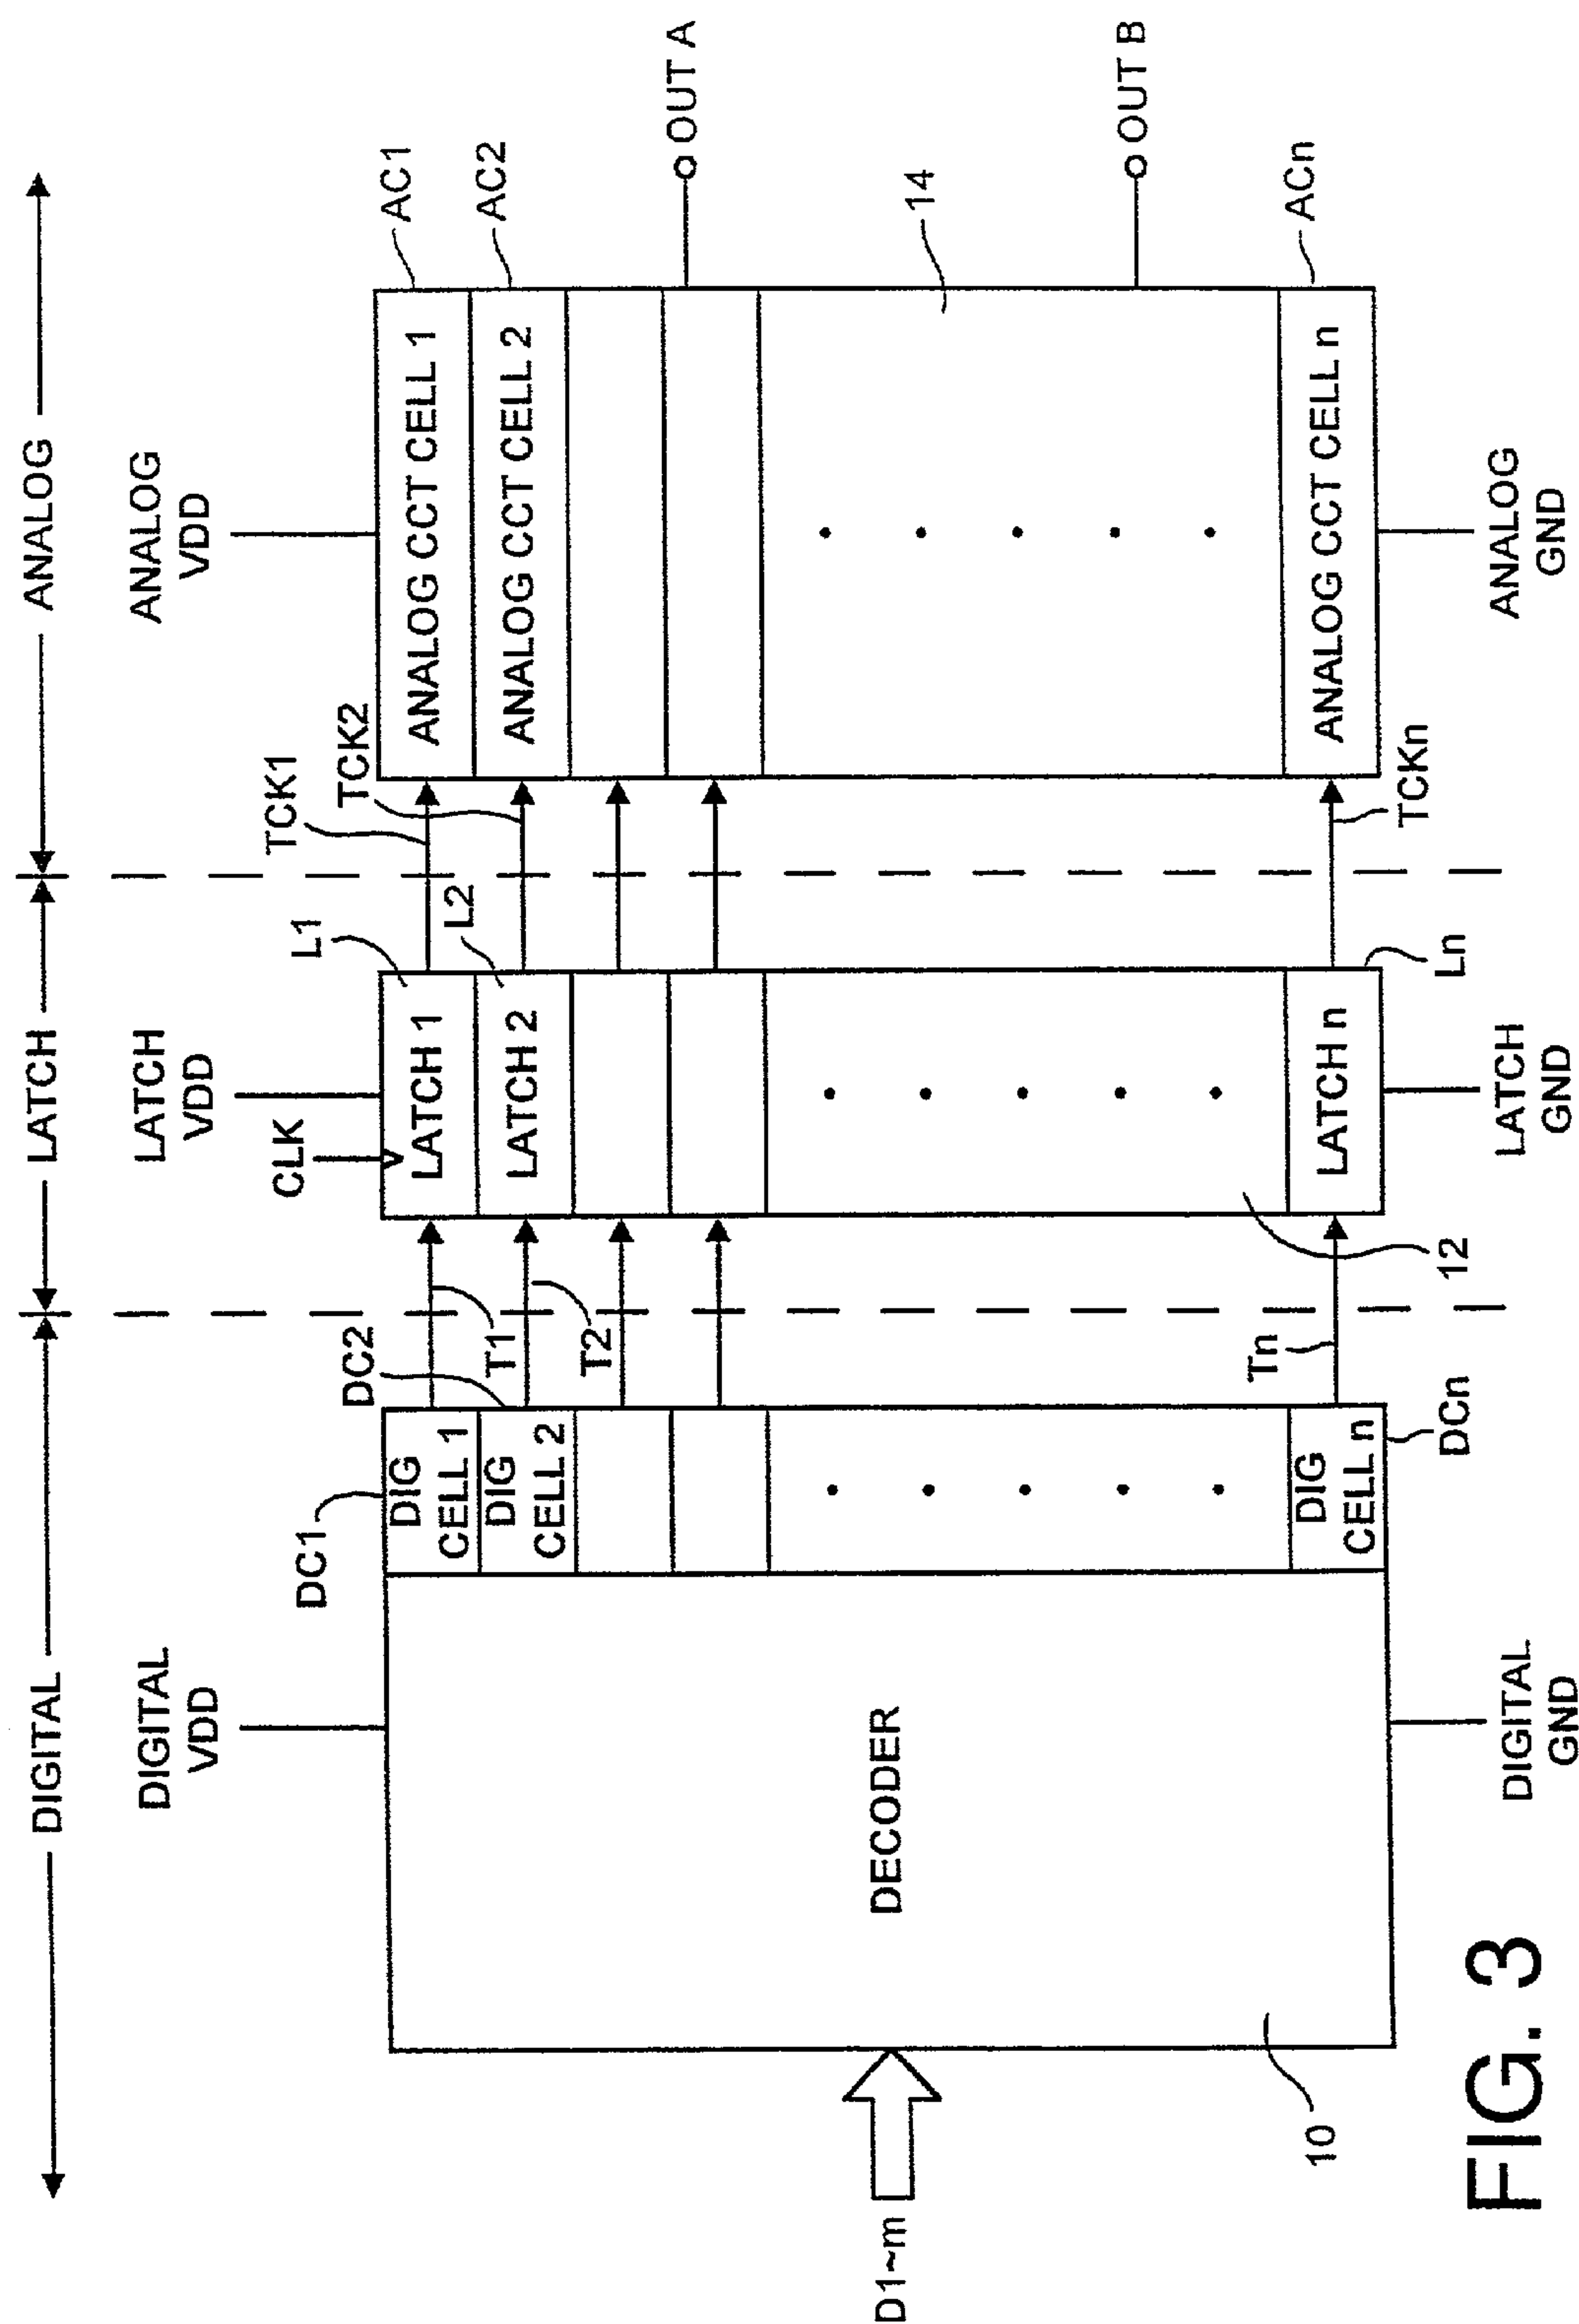 DIGITAL
LATCH
ANALOG
DIGITAL
VDD
LATCH
VDD
ANALOG
VDD
CLK
DC1
DC2
L1
L2
TCK1
TCK2
AC1
AC2
D1~m
DECODER
DIG
CELL 1
DIG
CELL 2
DIG
CELL n
T1
T2
Tn
LATCH 1
LATCH 2
LATCH n
ANALOG CCT CELL 1
ANALOG CCT CELL 2
ANALOG CCT CELL n
OUT A
14
OUT B
ACn
10
DCn
12
Ln
TCKn
DIGITAL
GND
LATCH
GND
ANALOG
GND
FIG. 3